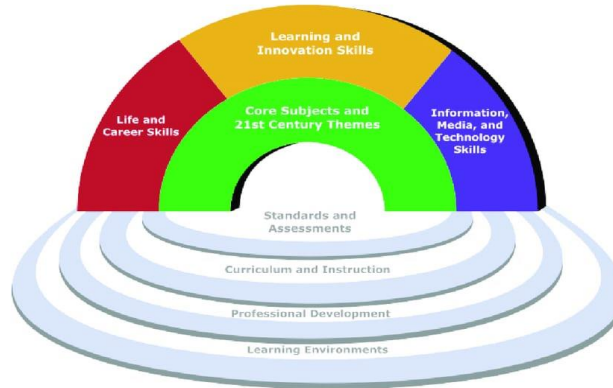 Learning and
Innovation Skills
Life and
Career Skills
Core Subjects and
21st Century Themes
Information,
Media, and
Technology
Skills
Standards and
Assessments
Curriculum and Instruction
Professional Development
Learning Environments